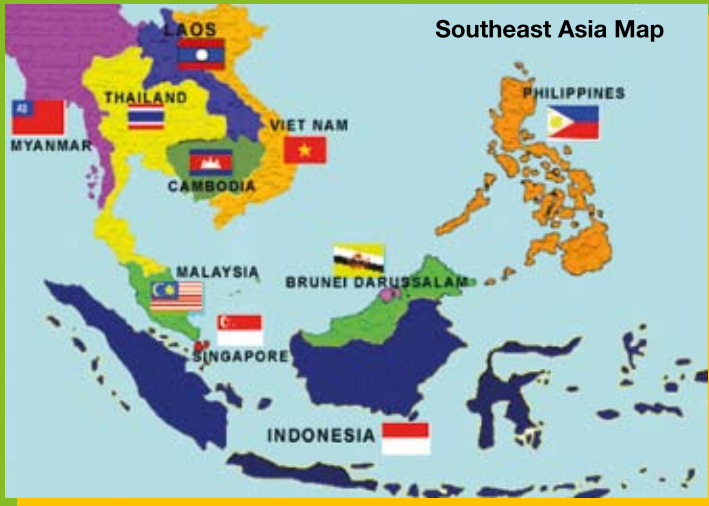 Southeast Asia Map
LAOS
THAILAND
PHILIPPINES
VIET NAM
MYANMAR
CAMBODIA
MALAYSIA
BRUNEI DARUSSALAM
SINGAPORE
INDONESIA